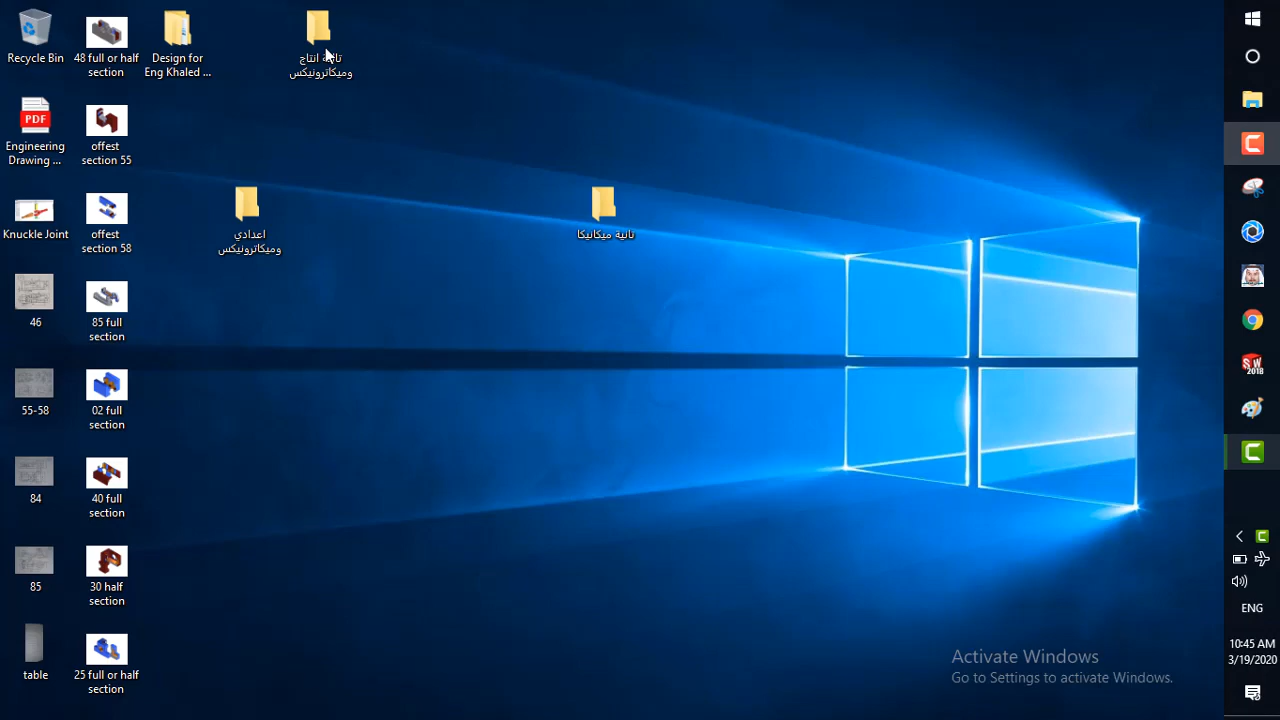 Recycle Bin
48 full or half
section
Design for
Eng Khaled ...
ثانية انتاج
وميكاترونيكس
PDF
Engineering
Drawing ...
offest
section 55
Knuckle Joint
offest
section 58
اعدادي
وميكاترونيكس
ثانية ميكانيكا
46
85 full
section
55-58
02 full
section
84
40 full
section
85
30 half
section
table
25 full or half
section
SW
2018
ENG
10:45 AM
3/19/2020
Activate Windows
Go to Settings to activate Windows.